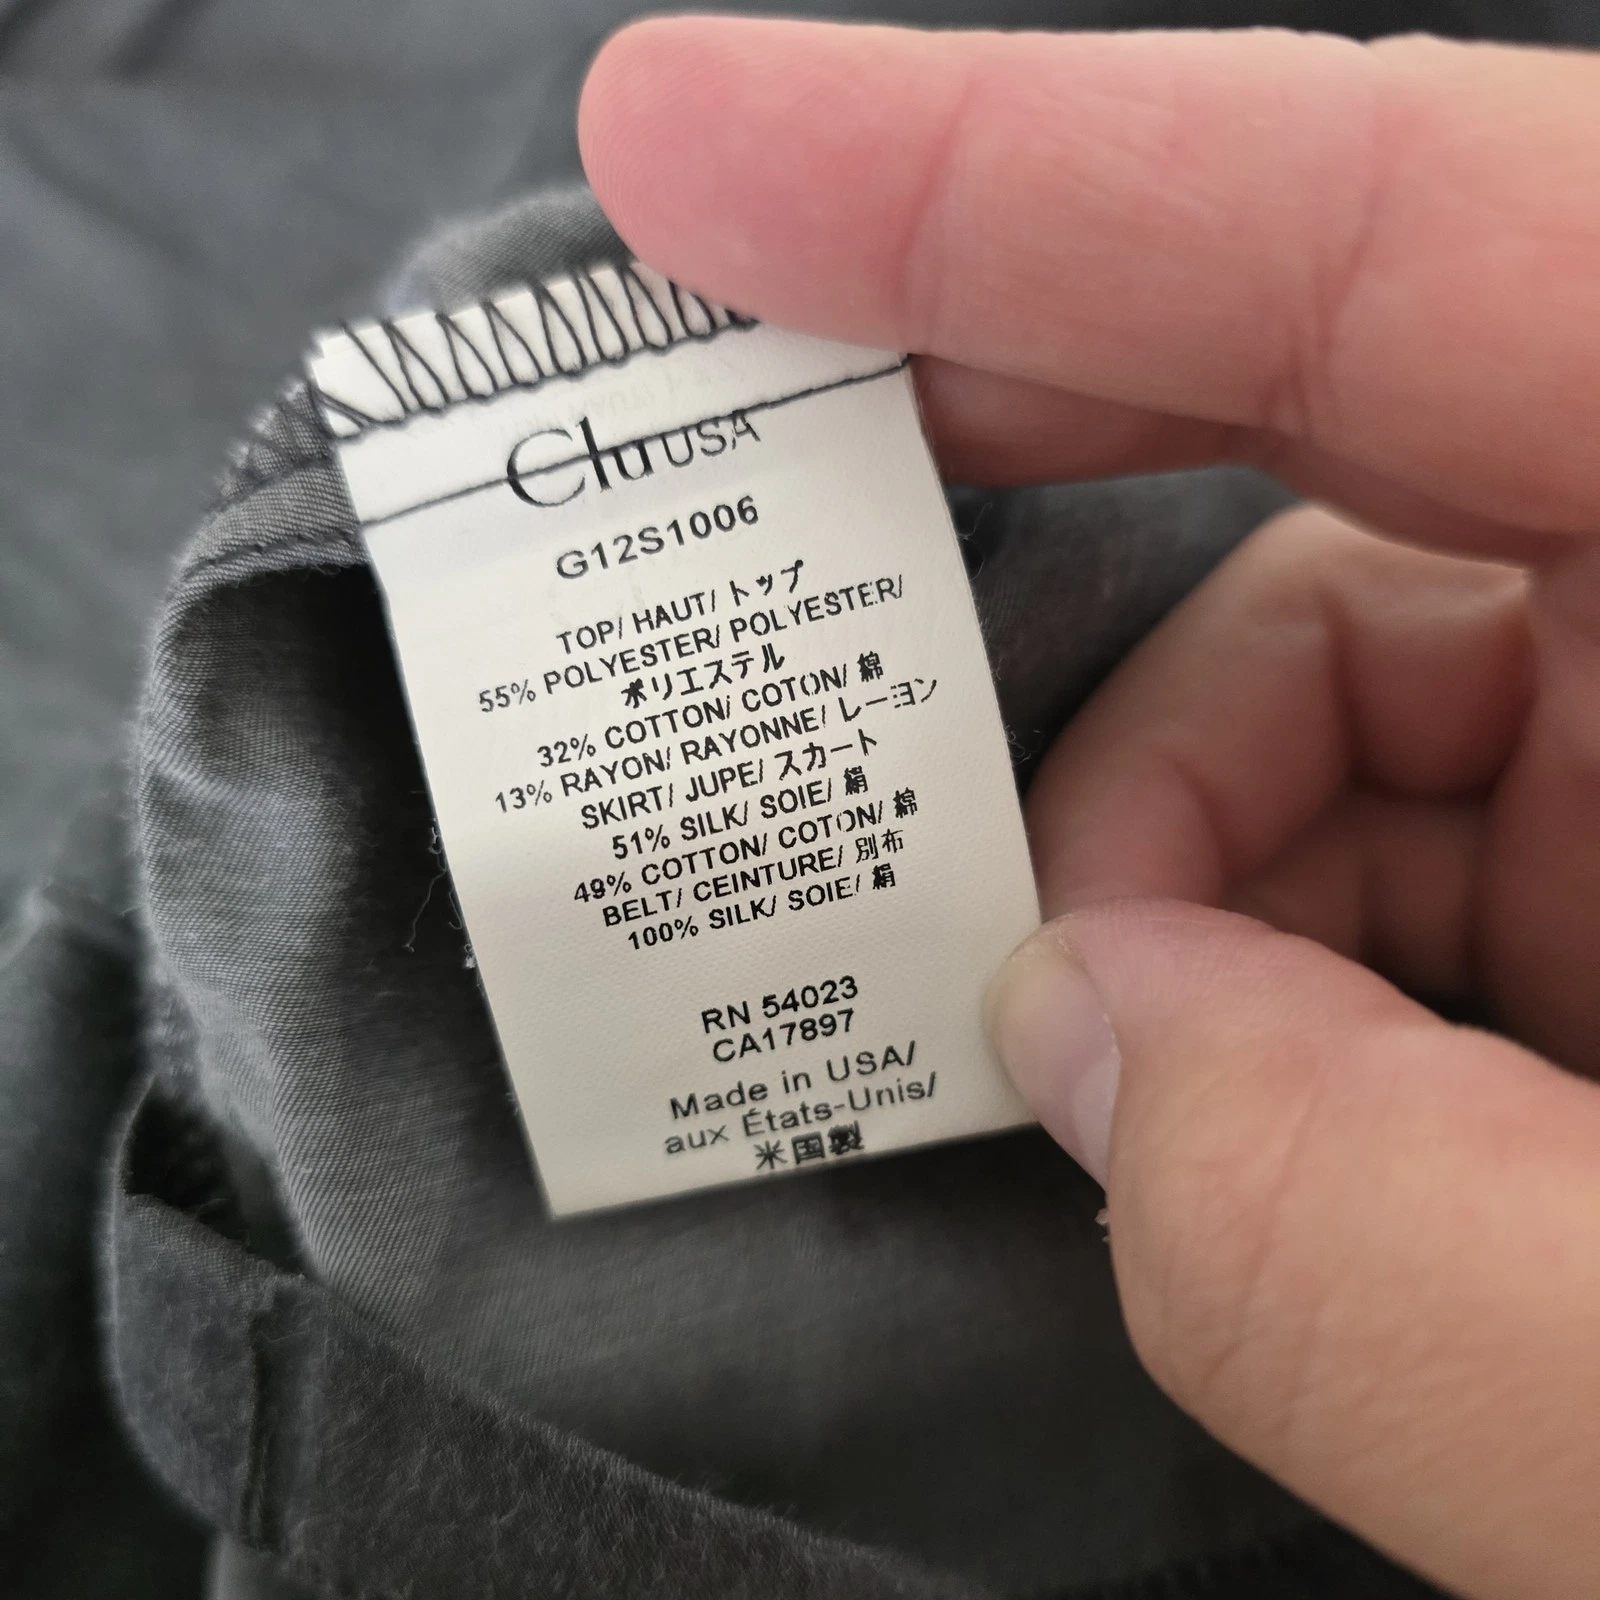 Clu USA
G12S1006
TOP/ HAUT/ トップ
55% POLYESTER/ POLYESTER/
ポリエステル
32% COTTON/ COTON/ 綿
13% RAYON/ RAYONNE/ レーヨン
SKIRT/ JUPE/ スカート
51% SILK/ SOIE/ 絹
49% COTTON/ COTON/ 綿
BELT/ CEINTURE/ 別布
100% SILK/ SOIE/ 絹
RN 54023
CA17897
Made in USA/
aux États-Unis/
米国製